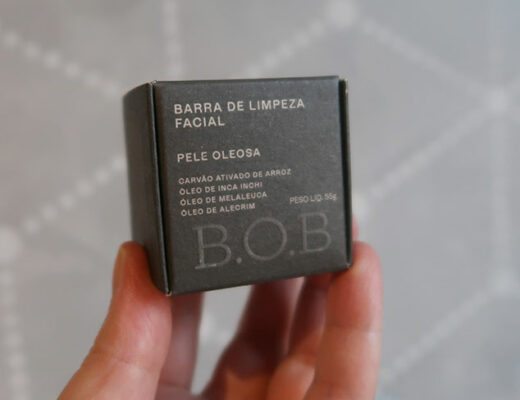 BARRA DE LIMPEZA
FACIAL
PELE OLEOSA
CARVÃO ATIVADO DE ARROZ
ÓLEO DE INCA INCHI
ÓLEO DE MELALEUCA PESO LIQ. 55g
ÓLEO DE ALECRIM
B.O.B